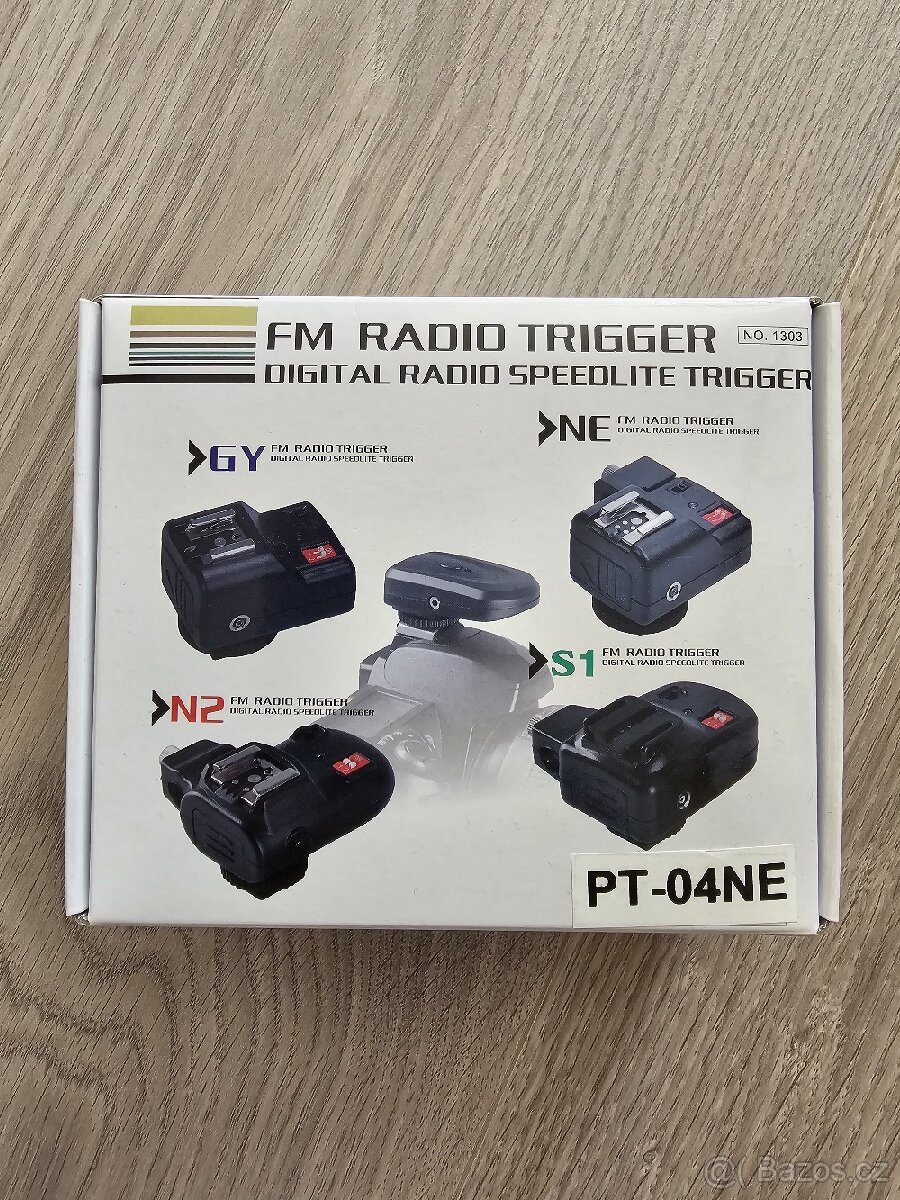 FM RADIO TRIGGER
NO. 1303
DIGITAL RADIO SPEEDLITE TRIGGER
NE
FM RADIO TRIGGER
DIGITAL RADIO SPEEDLITE TRIGGER
GY
FM RADIO TRIGGER
DIGITAL RADIO SPEEDLITE TRIGGER
S1
FM RADIO TRIGGER
DIGITAL RADIO SPEEDLITE TRIGGER
N2
FM RADIO TRIGGER
DIGITAL RADIO SPEEDLITE TRIGGER
PT-04NE
@ Bazos.cz